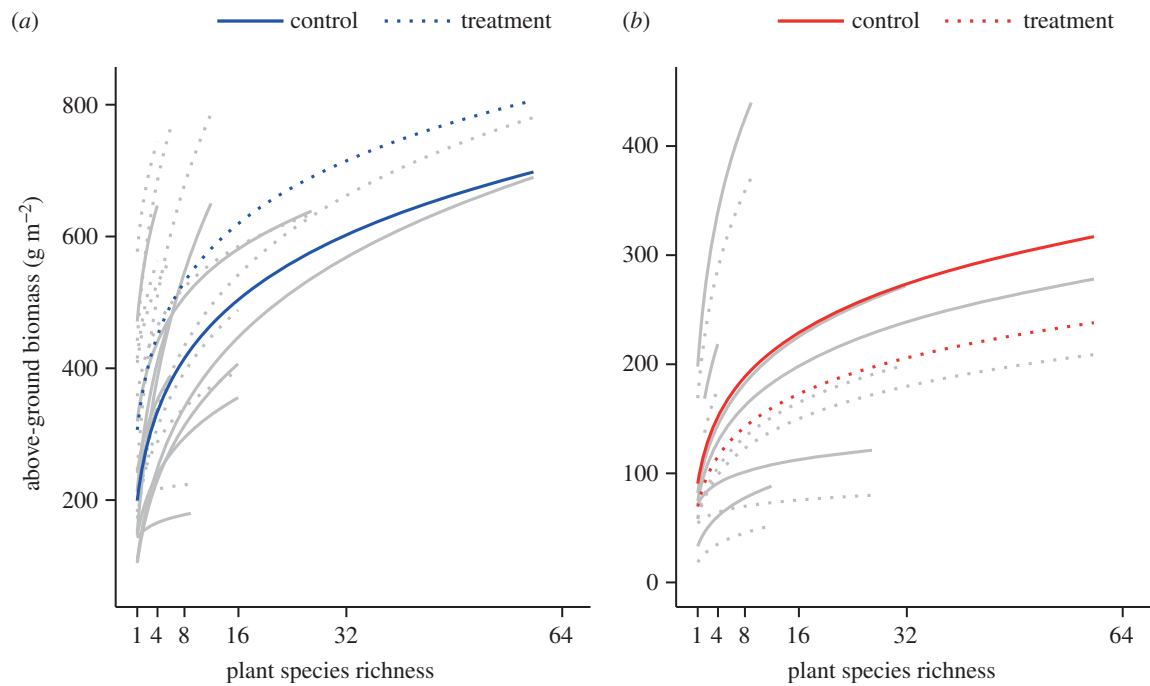 (a) control treatment
(b) control treatment
800
600
400
200
above-ground biomass (g m−2)
1 4 8 16 32 64
plant species richness
400
300
200
100
0
1 4 8 16 32 64
plant species richness